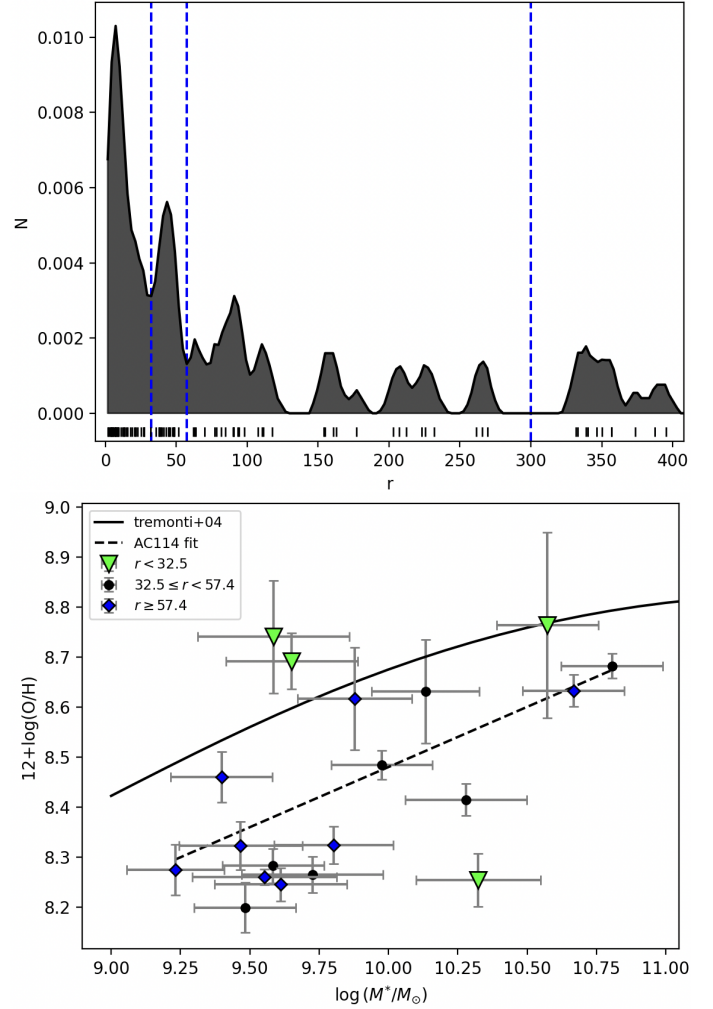 0.010
0.008
0.006
0.004
0.002
0.000
N
0 50 100 150 200 250 300 350 400
r
9.0
8.9
8.8
8.7
8.6
8.5
8.4
8.3
8.2
12+log(O/H)
tremonti+04
AC114 fit
r < 32.5
32.5 ≤ r < 57.4
r ≥ 57.4
9.00 9.25 9.50 9.75 10.00 10.25 10.50 10.75 11.00
log (M*/M⊙)